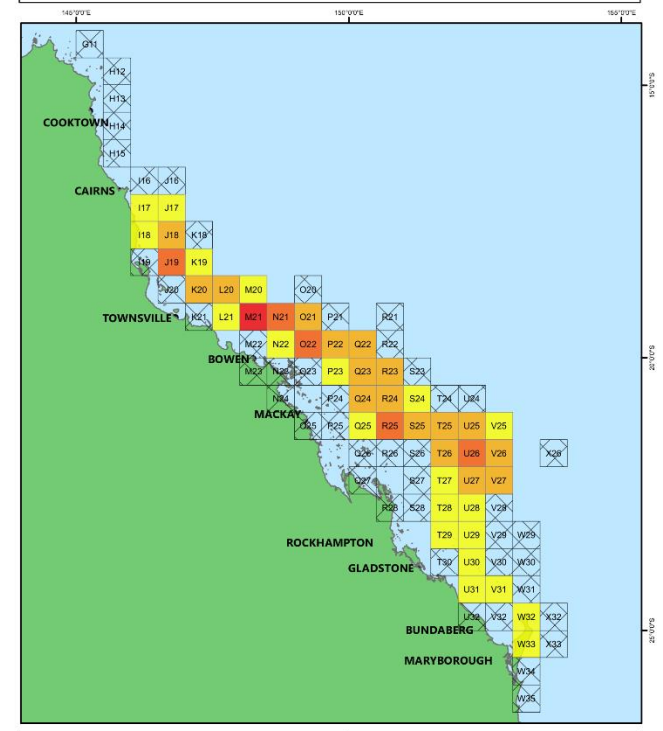 145°0'0"E 150°0'0"E 155°0'0"E
G11
H12
15°0'0"S
H13
COOKTOWN H14
H15
I16 J16
CAIRNS
I17 J17
I18 J18 K18
I19 J19 K19
J20 K20 L20 M20 O20
TOWNSVILLE K21 L21 M21 N21 O21 P21 R21
M22 N22 O22 P22 Q22 R22
BOWEN
20°0'0"S
M23 N23 O23 P23 Q23 R23 S23
N24 P24 Q24 R24 S24 T24 U24
MACKAY
O25 P25 Q25 R25 S25 T25 U25 V25
Q26 R26 S26 T26 U26 V26 X26
Q27 S27 T27 U27 V27
R28 S28 T28 U28 V28
T29 U29 V29 W29
ROCKHAMPTON
T30 U30 V30 W30
GLADSTONE
U31 V31 W31
U32 V32 W32 X32
BUNDABERG
25°0'0"S
W33 X33
MARYBOROUGH
W34
W35